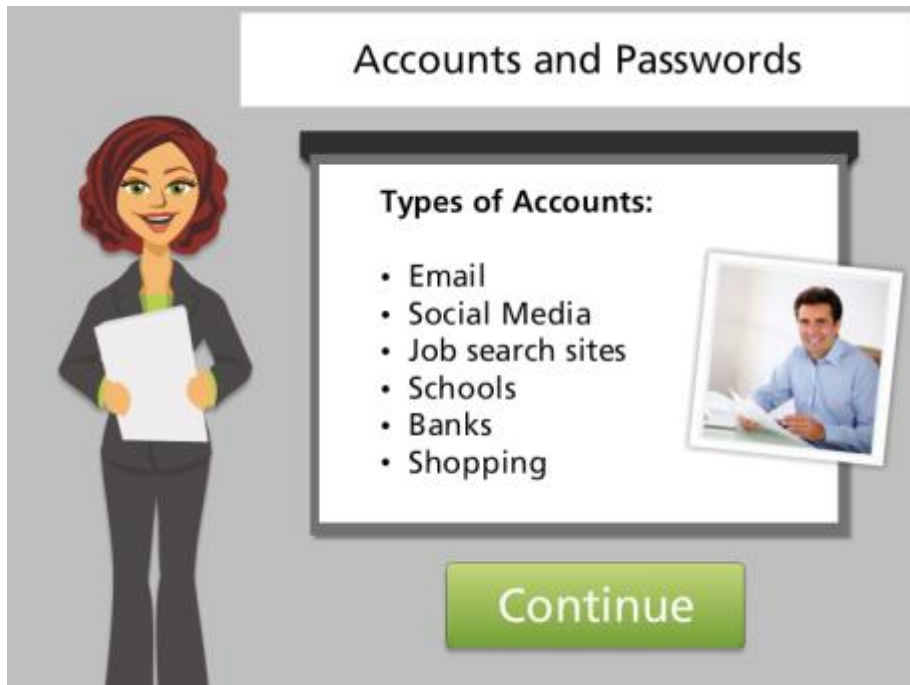 Accounts and Passwords
Types of Accounts:
• Email
• Social Media
• Job search sites
• Schools
• Banks
• Shopping
Continue